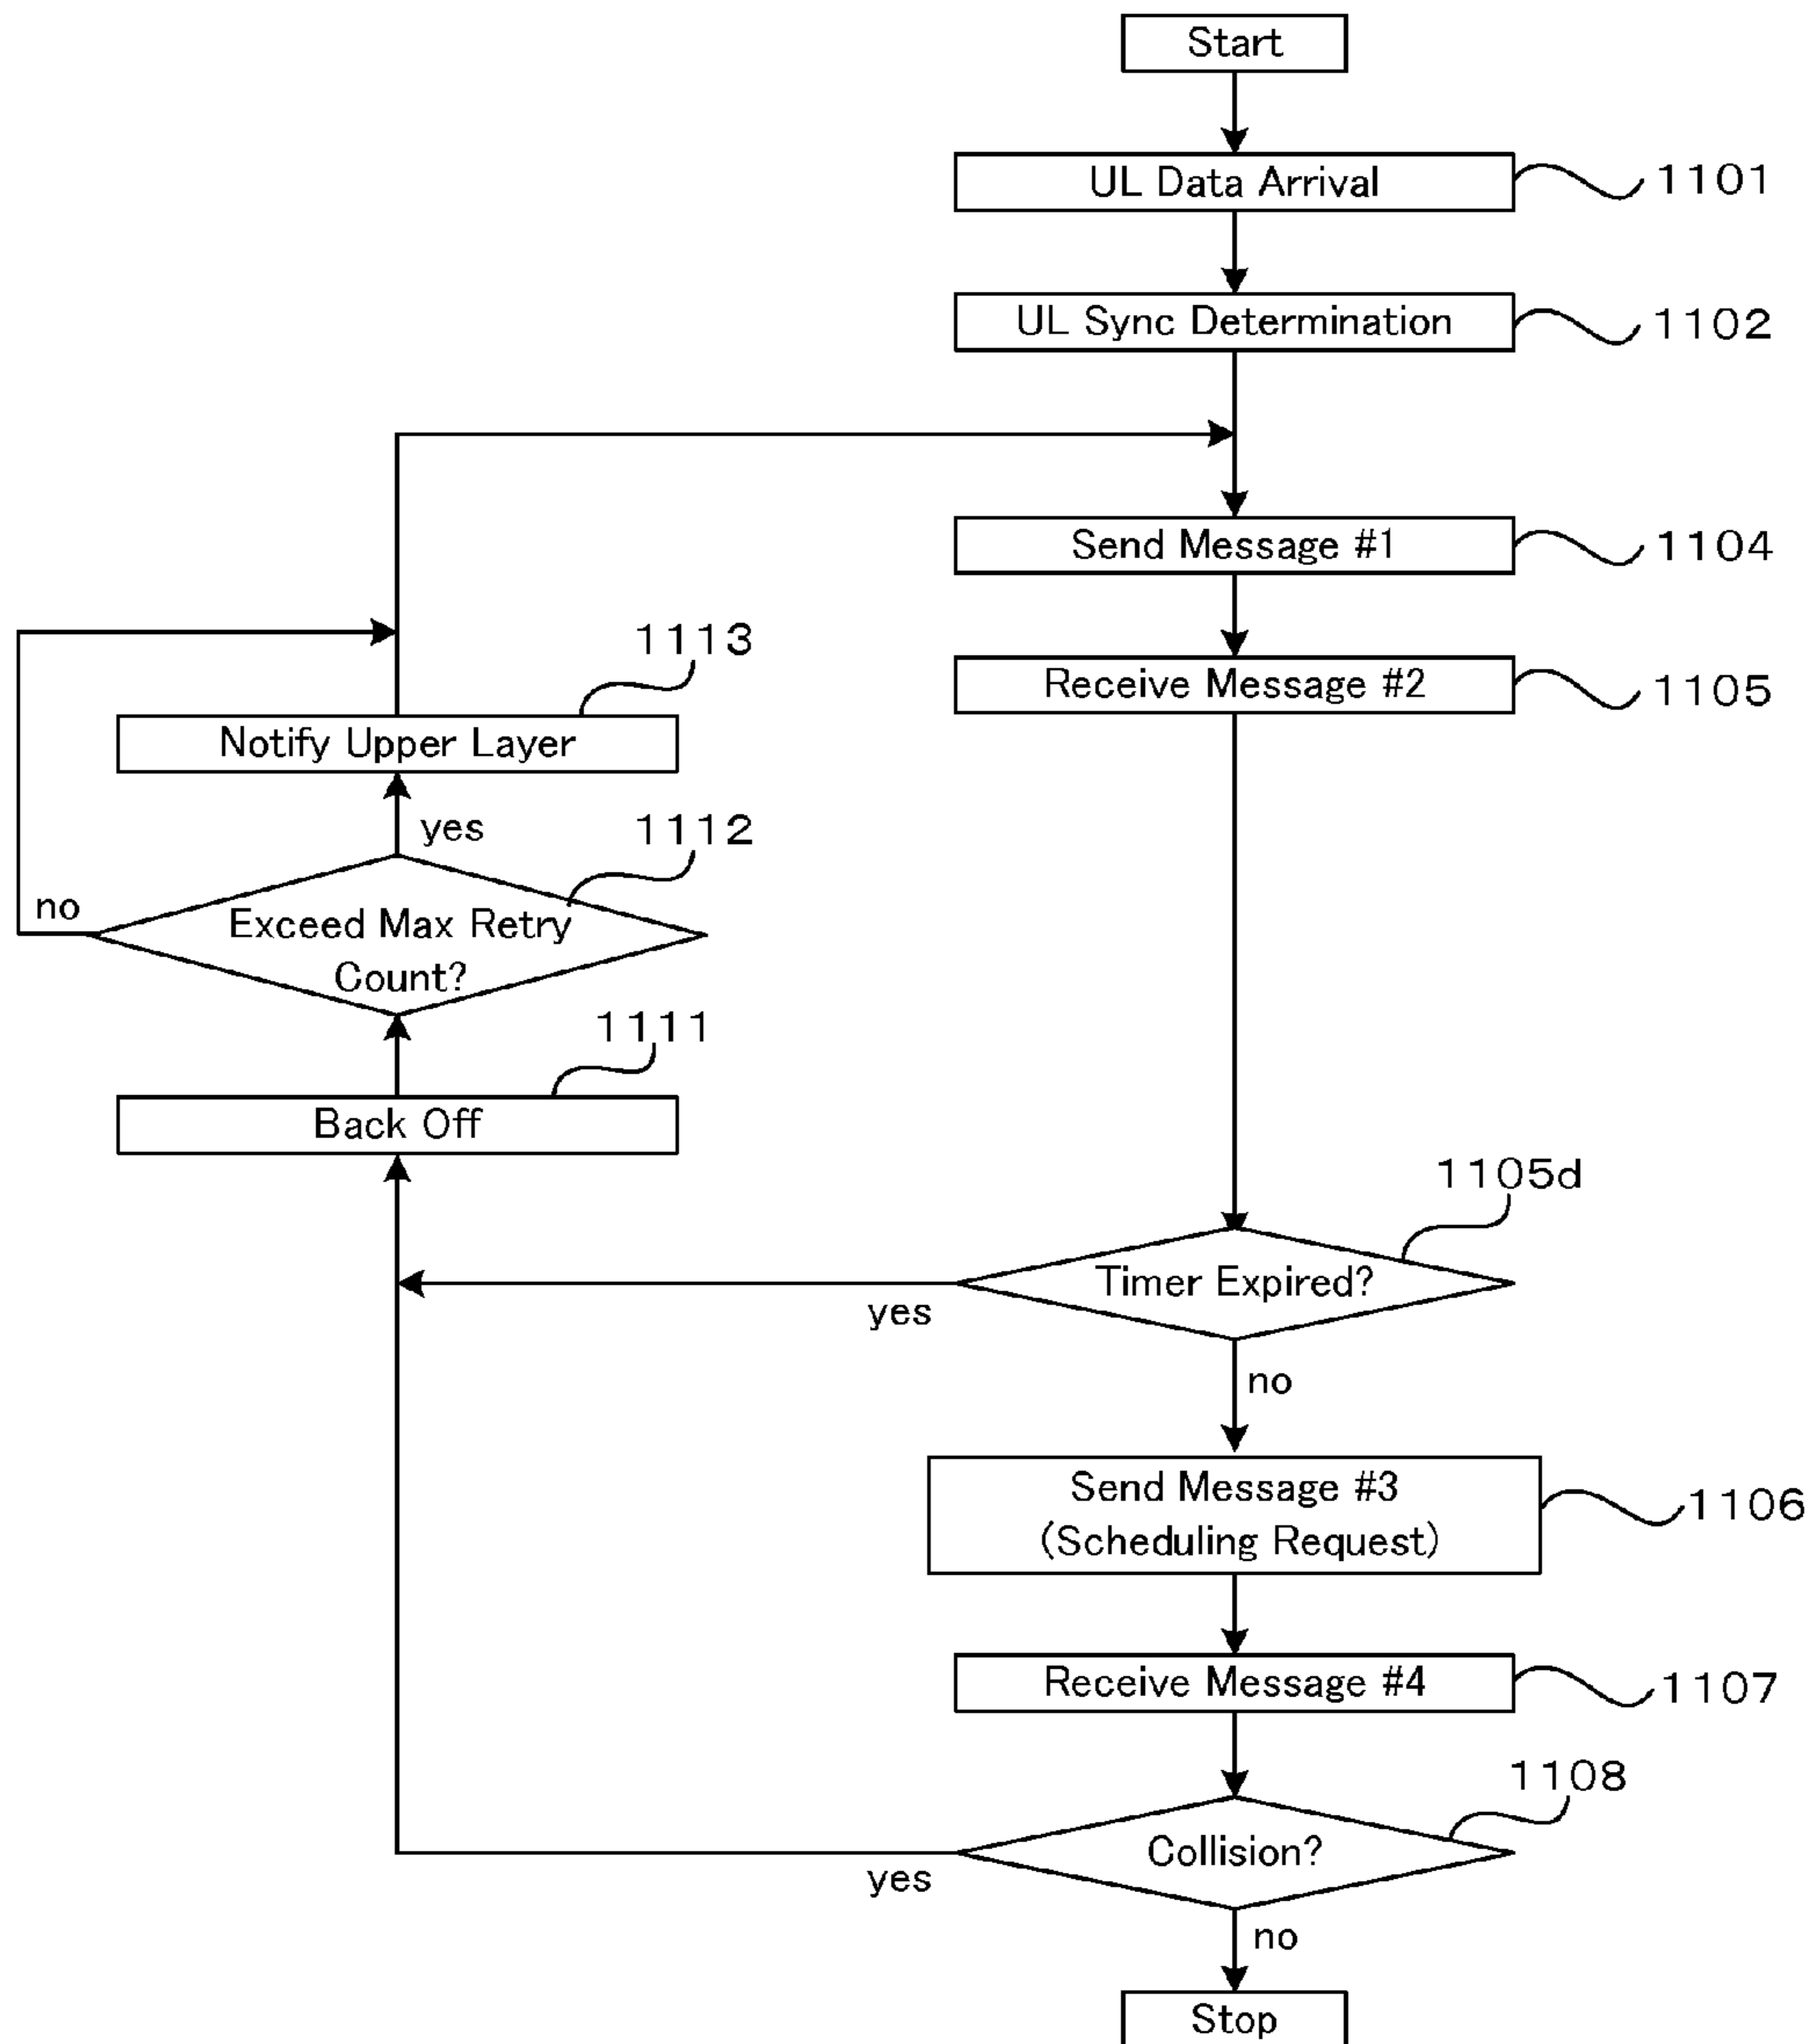 Start
UL Data Arrival
1101
UL Sync Determination
1102
Send Message #1
1104
1113
Receive Message #2
1105
Notify Upper Layer
yes
1112
no
Exceed Max Retry
Count?
1111
Back Off
1105d
Timer Expired?
yes
no
Send Message #3
(Scheduling Request)
1106
Receive Message #4
1107
1108
Collision?
yes
no
Stop